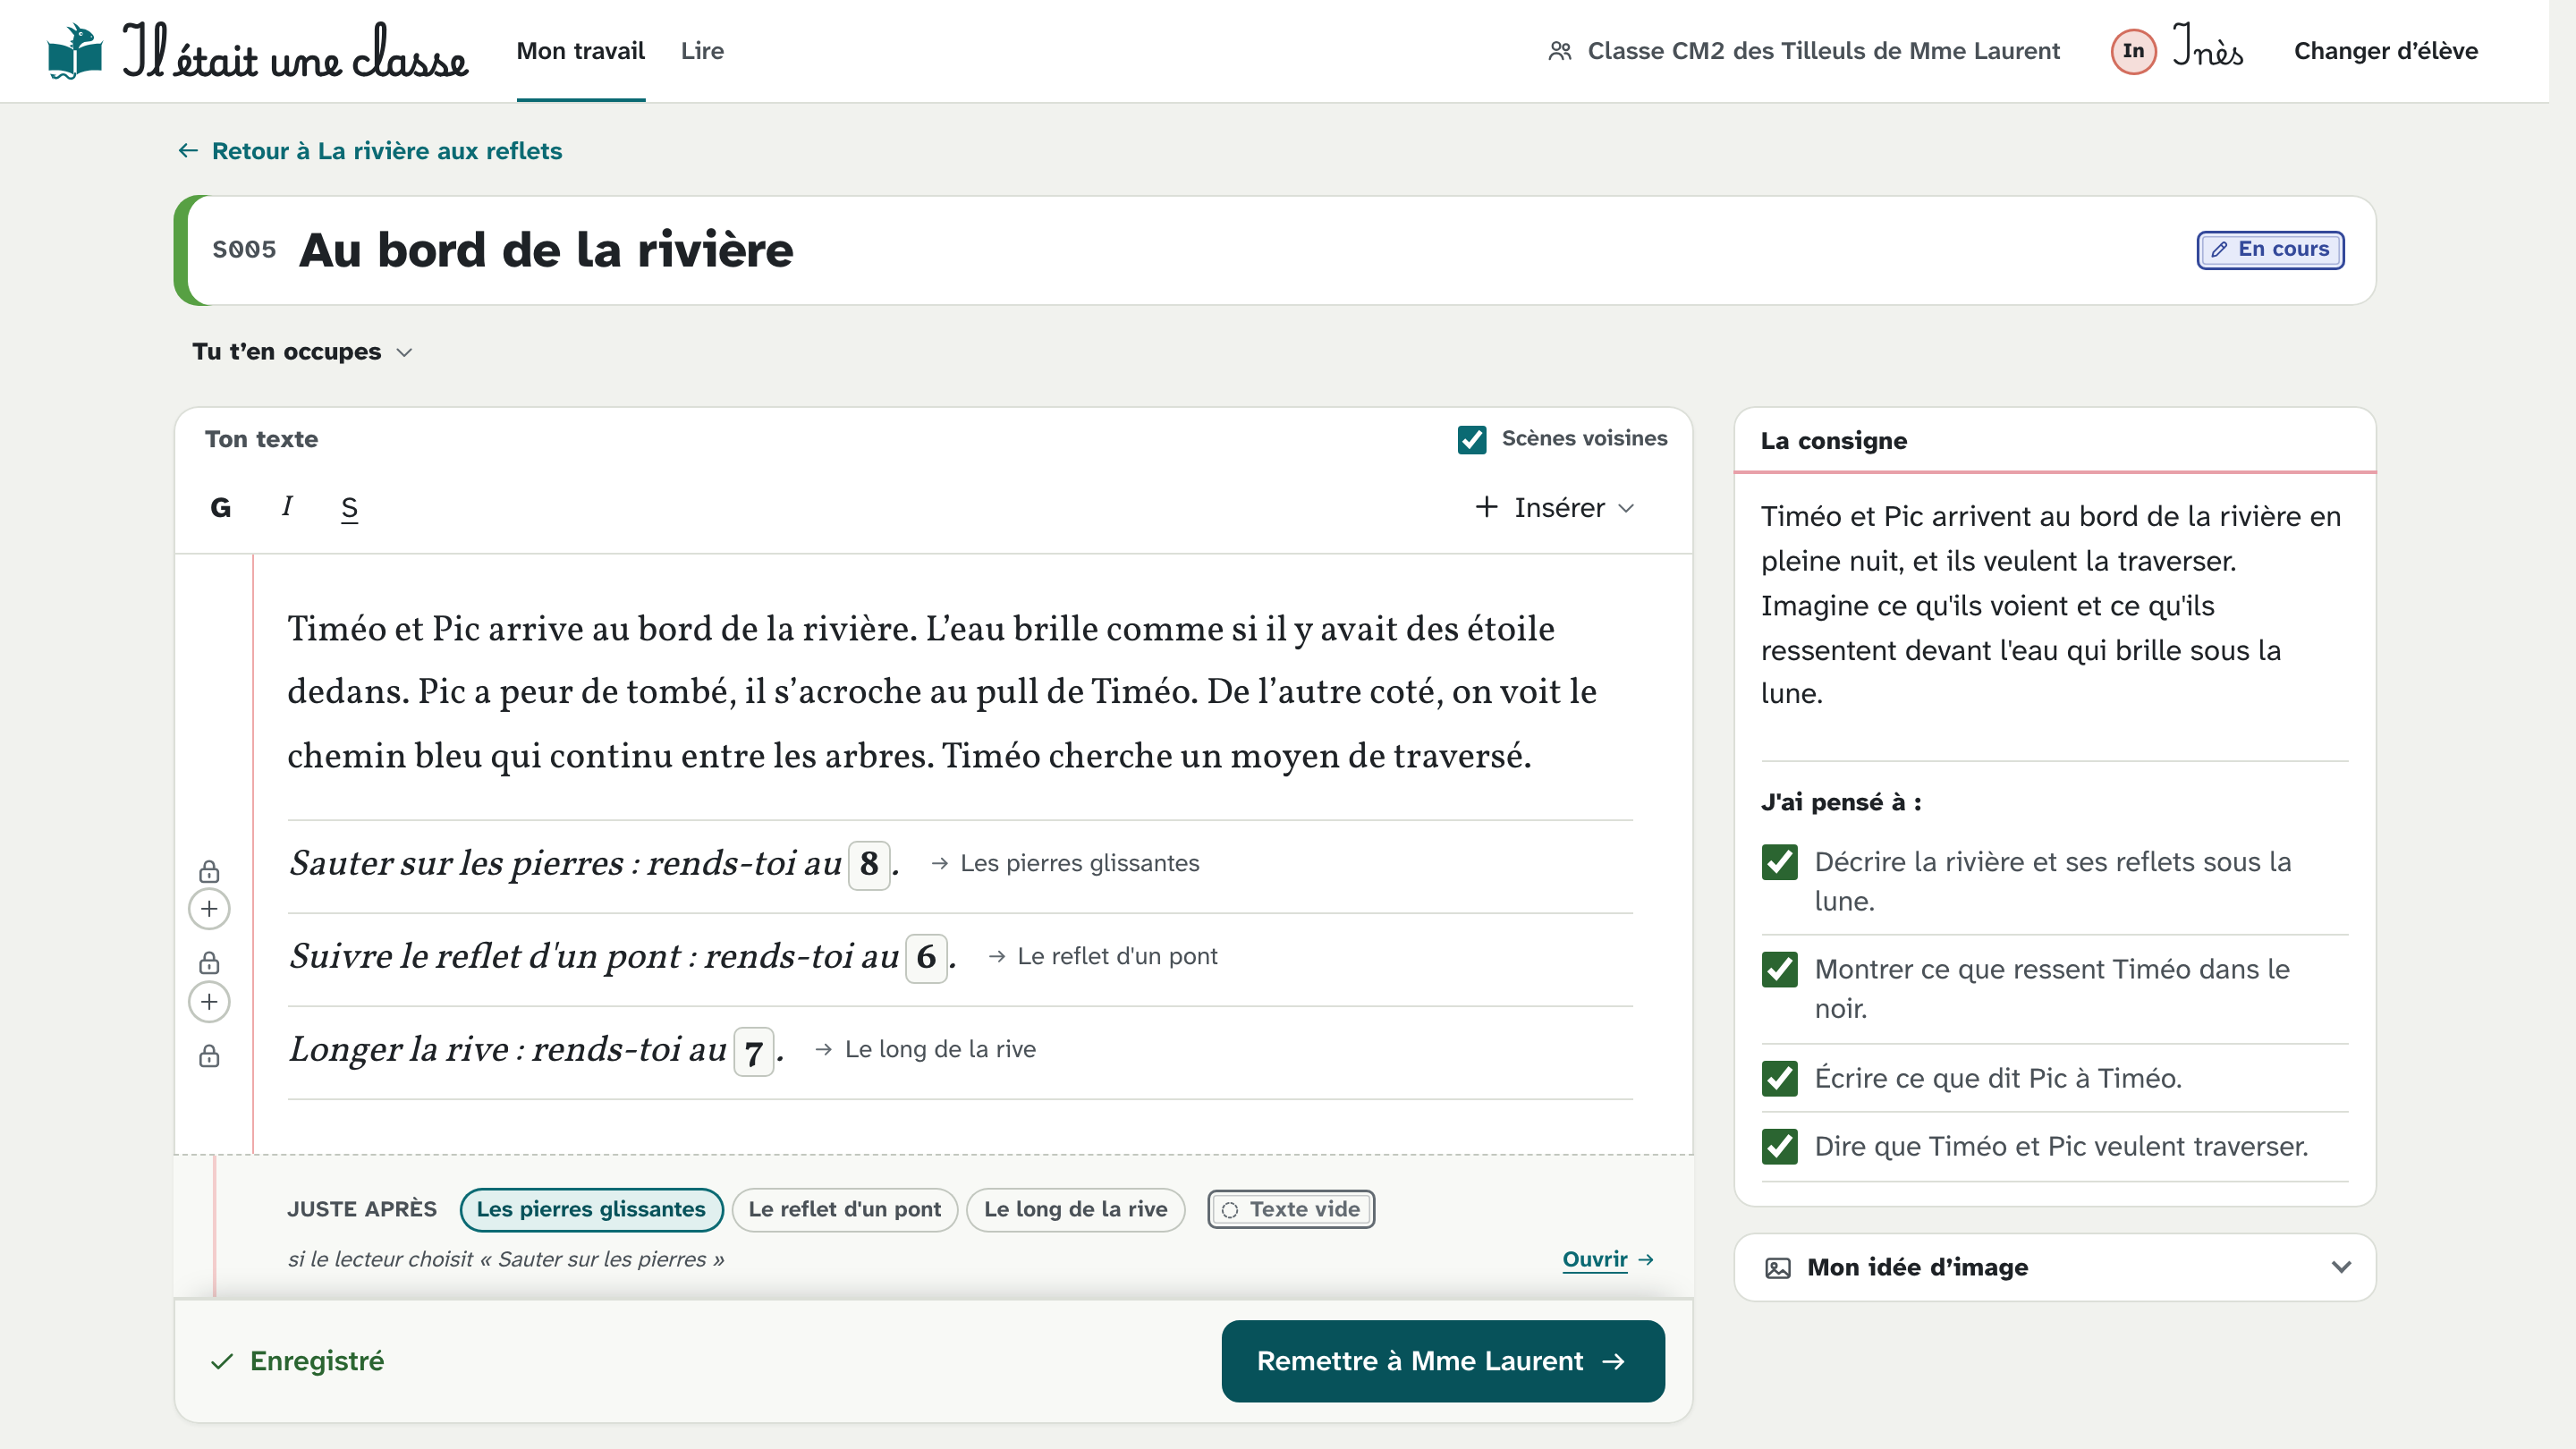 Il était une classe
Mon travail
Lire
Classe CM2 des Tilleuls de Mme Laurent
In
Inès
Changer d’élève
← Retour à La rivière aux reflets
S005 Au bord de la rivière
En cours
Tu t’en occupes
Ton texte
Scènes voisines
G I S
+ Insérer
Timéo et Pic arrive au bord de la rivière. L’eau brille comme si il y avait des étoile
dedans. Pic a peur de tombé, il s’acroche au pull de Timéo. De l’autre coté, on voit le
chemin bleu qui continu entre les arbres. Timéo cherche un moyen de traversé.
Sauter sur les pierres : rends-toi au 8. → Les pierres glissantes
Suivre le reflet d'un pont : rends-toi au 6. → Le reflet d'un pont
Longer la rive : rends-toi au 7. → Le long de la rive
JUSTE APRÈS Les pierres glissantes Le reflet d'un pont Le long de la rive Texte vide
si le lecteur choisit « Sauter sur les pierres »
Ouvrir →
Enregistré
Remettre à Mme Laurent →
La consigne
Timéo et Pic arrivent au bord de la rivière en
pleine nuit, et ils veulent la traverser.
Imagine ce qu'ils voient et ce qu'ils
ressentent devant l'eau qui brille sous la
lune.
J'ai pensé à :
Décrire la rivière et ses reflets sous la
lune.
Montrer ce que ressent Timéo dans le
noir.
Écrire ce que dit Pic à Timéo.
Dire que Timéo et Pic veulent traverser.
Mon idée d’image